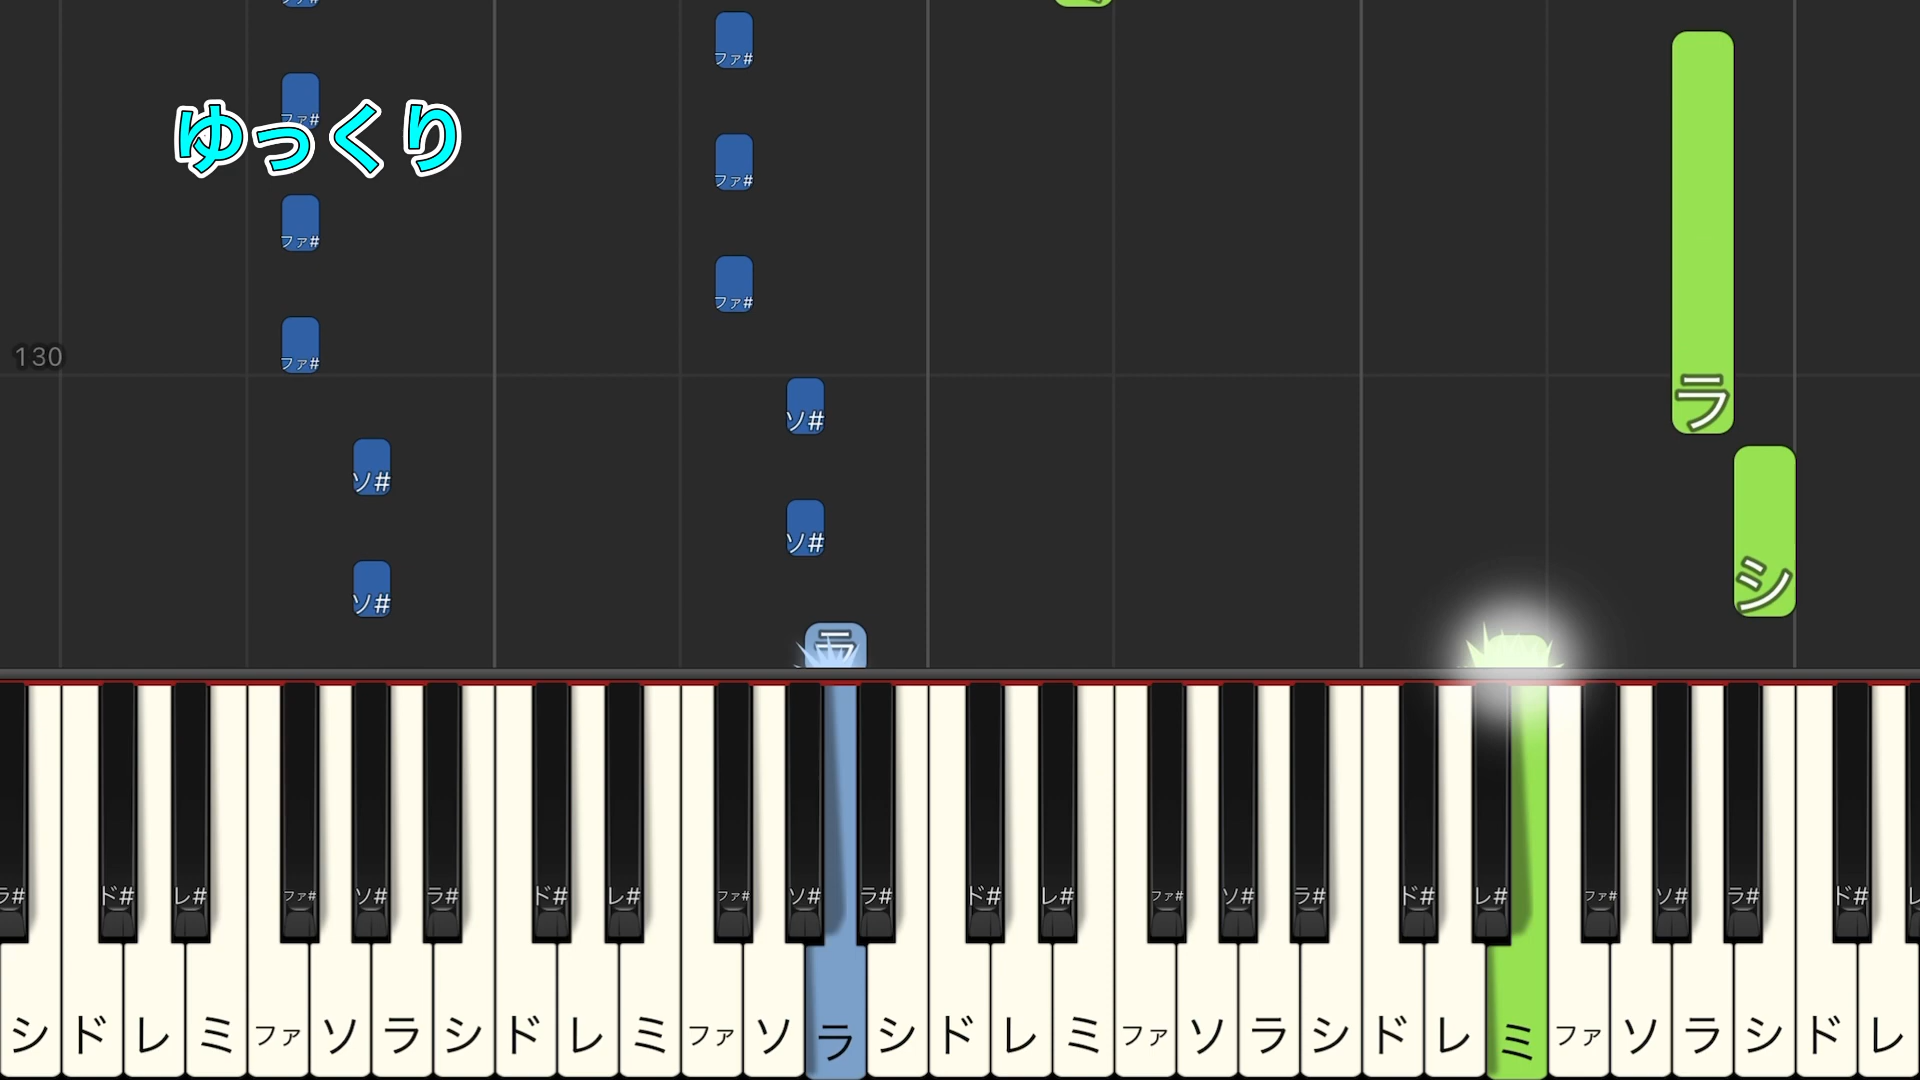 ファ#
ファ#
ファ#
ゆっくり
ファ#
ファ#
ファ#
130
ファ#
ラ
ソ#
ソ#
ソ#
シ
ソ#
ラ
ラ# ド# レ# ファ# ソ# ラ# ド# レ# ファ# ソ# ラ# ド# レ# ファ# ソ# ラ# ド# レ# ファ# ソ# ラ# ド#
シ ド レ ミ ファ ソ ラ シ ド レ ミ ファ ソ ラ シ ド レ ミ ファ ソ ラ シ ド レ ミ ファ ソ ラ シ ド レ